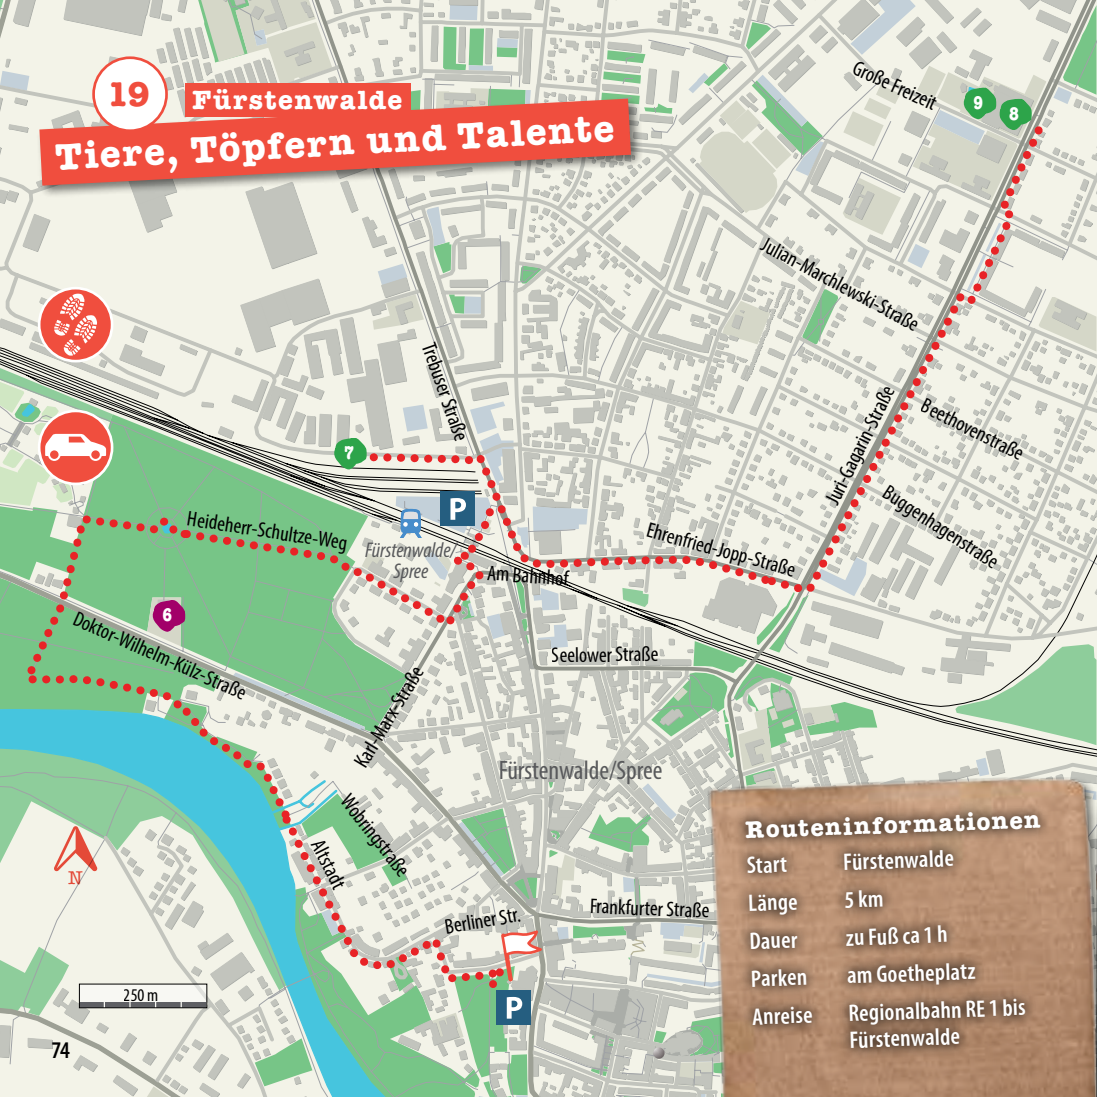 19
Fürstenwalde
Tiere, Töpfern und Talente
Große Freizeit
9
8
Julian-Marchlewski-Straße
Trebuser Straße
Juri-Gagarin-Straße
Beethovenstraße
7
P
Buggenhagenstraße
Heideherr-Schultze-Weg
Fürstenwalde/
Spree
Ehrenfried-Jopp-Straße
Am Bahnhof
6
Doktor-Wilhelm-Külz-Straße
Seelower Straße
Karl-Marx-Straße
Fürstenwalde/Spree
Wobringstraße
Altstadt
N
Berliner Str.
Frankfurter Straße
P
250 m
74
Routeninformationen
Start Fürstenwalde
Länge 5 km
Dauer zu Fuß ca 1 h
Parken am Goetheplatz
Anreise Regionalbahn RE 1 bis
Fürstenwalde